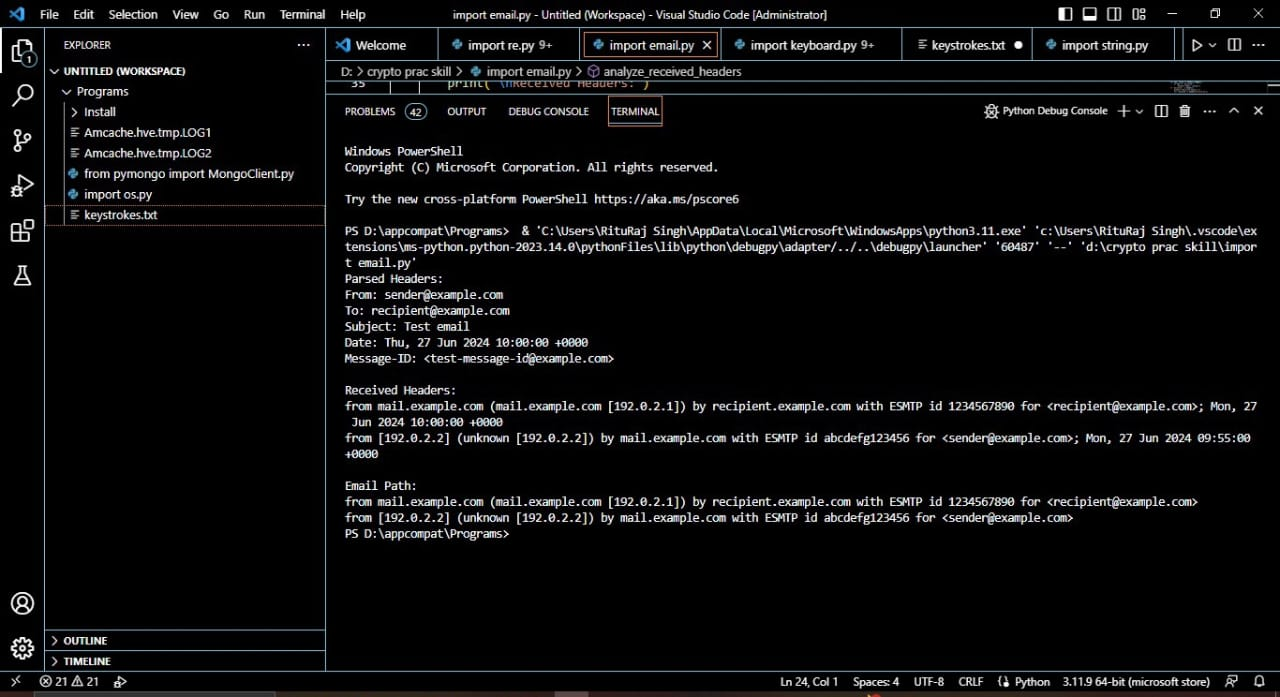 File Edit Selection View Go Run Terminal Help import email.py - Untitled (Workspace) - Visual Studio Code [Administrator]
EXPLORER
1
UNTITLED (WORKSPACE)
Programs
Install
Amcache.hve.tmp.LOG1
Amcache.hve.tmp.LOG2
from pymongo import MongoClient.py
import os.py
keystrokes.txt
OUTLINE
TIMELINE
Welcome import re.py 9+ import email.py import keyboard.py 9+ keystrokes.txt import string.py
D: > crypto prac skill > import email.py > analyze_received_headers
35 print("\nReceived Headers:")
PROBLEMS 42 OUTPUT DEBUG CONSOLE TERMINAL Python Debug Console
Windows PowerShell
Copyright (C) Microsoft Corporation. All rights reserved.
Try the new cross-platform PowerShell https://aka.ms/pscore6
PS D:\appcompat\Programs>  & 'C:\Users\RituRaj Singh\AppData\Local\Microsoft\WindowsApps\python3.11.exe' 'c:\Users\RituRaj Singh\.vscode\ex
tensions\ms-python.python-2023.14.0\pythonFiles\lib\python\debugpy\adapter/../..\debugpy\launcher' '60487' '--' 'd:\crypto prac skill\impor
t email.py'
Parsed Headers:
From: sender@example.com
To: recipient@example.com
Subject: Test email
Date: Thu, 27 Jun 2024 10:00:00 +0000
Message-ID: <test-message-id@example.com>
Received Headers:
from mail.example.com (mail.example.com [192.0.2.1]) by recipient.example.com with ESMTP id 1234567890 for <recipient@example.com>; Mon, 27
Jun 2024 10:00:00 +0000
from [192.0.2.2] (unknown [192.0.2.2]) by mail.example.com with ESMTP id abcdefg123456 for <sender@example.com>; Mon, 27 Jun 2024 09:55:00
+0000
Email Path:
from mail.example.com (mail.example.com [192.0.2.1]) by recipient.example.com with ESMTP id 1234567890 for <recipient@example.com>
from [192.0.2.2] (unknown [192.0.2.2]) by mail.example.com with ESMTP id abcdefg123456 for <sender@example.com>
PS D:\appcompat\Programs>
21 21 Ln 24, Col 1 Spaces: 4 UTF-8 CRLF Python 3.11.9 64-bit (microsoft store)